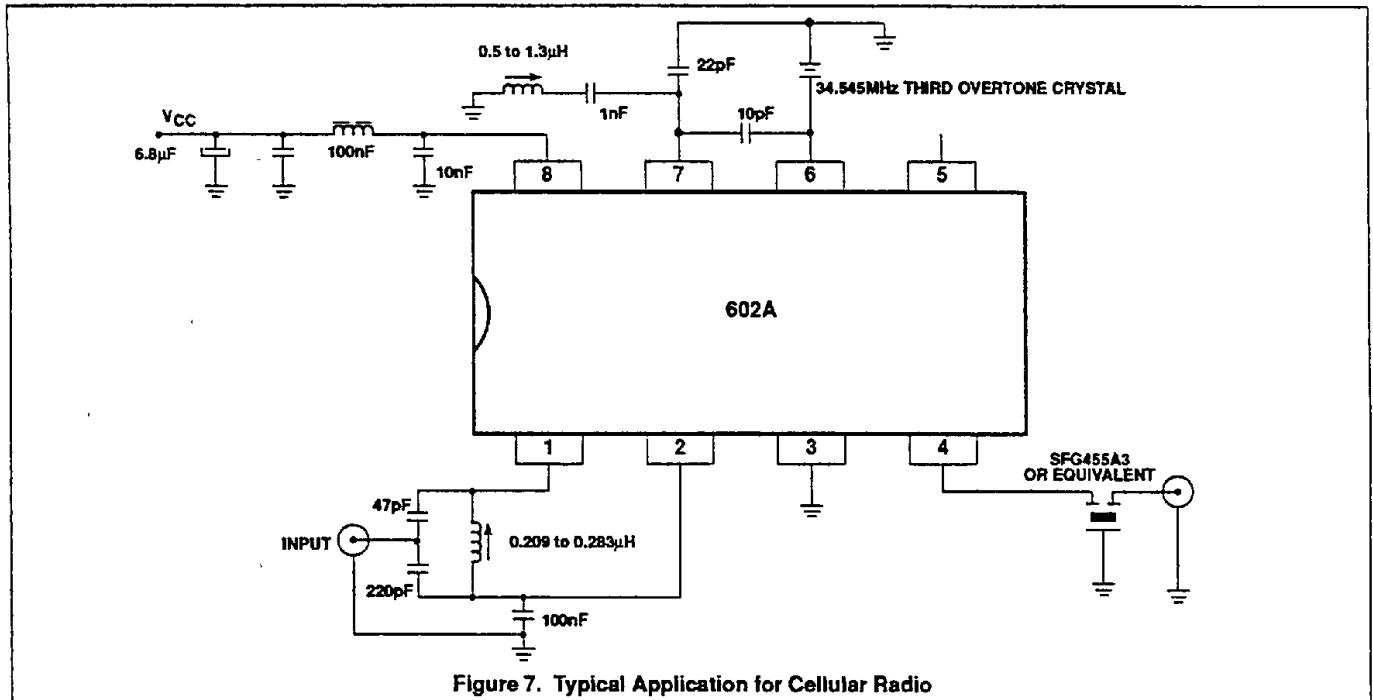 0.5 to 1.3µH
22pF
34.545MHz THIRD OVERTONE CRYSTAL
1nF
10pF
VCC
6.8µF
100nF
10nF
8
7
6
5
602A
1
2
3
4
SFG455A3
OR EQUIVALENT
47pF
INPUT
0.209 to 0.283µH
220pF
100nF
Figure 7. Typical Application for Cellular Radio